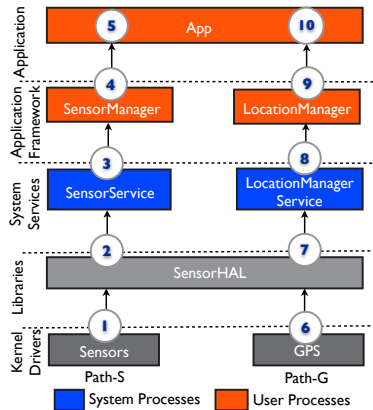 Application
5
App
10
4
9
Application
Framework
SensorManager
LocationManager
3
8
System
Services
SensorService
LocationManager
Service
2
7
Libraries
SensorHAL
1
6
Kernel
Drivers
Sensors
GPS
Path-S
Path-G
System Processes
User Processes